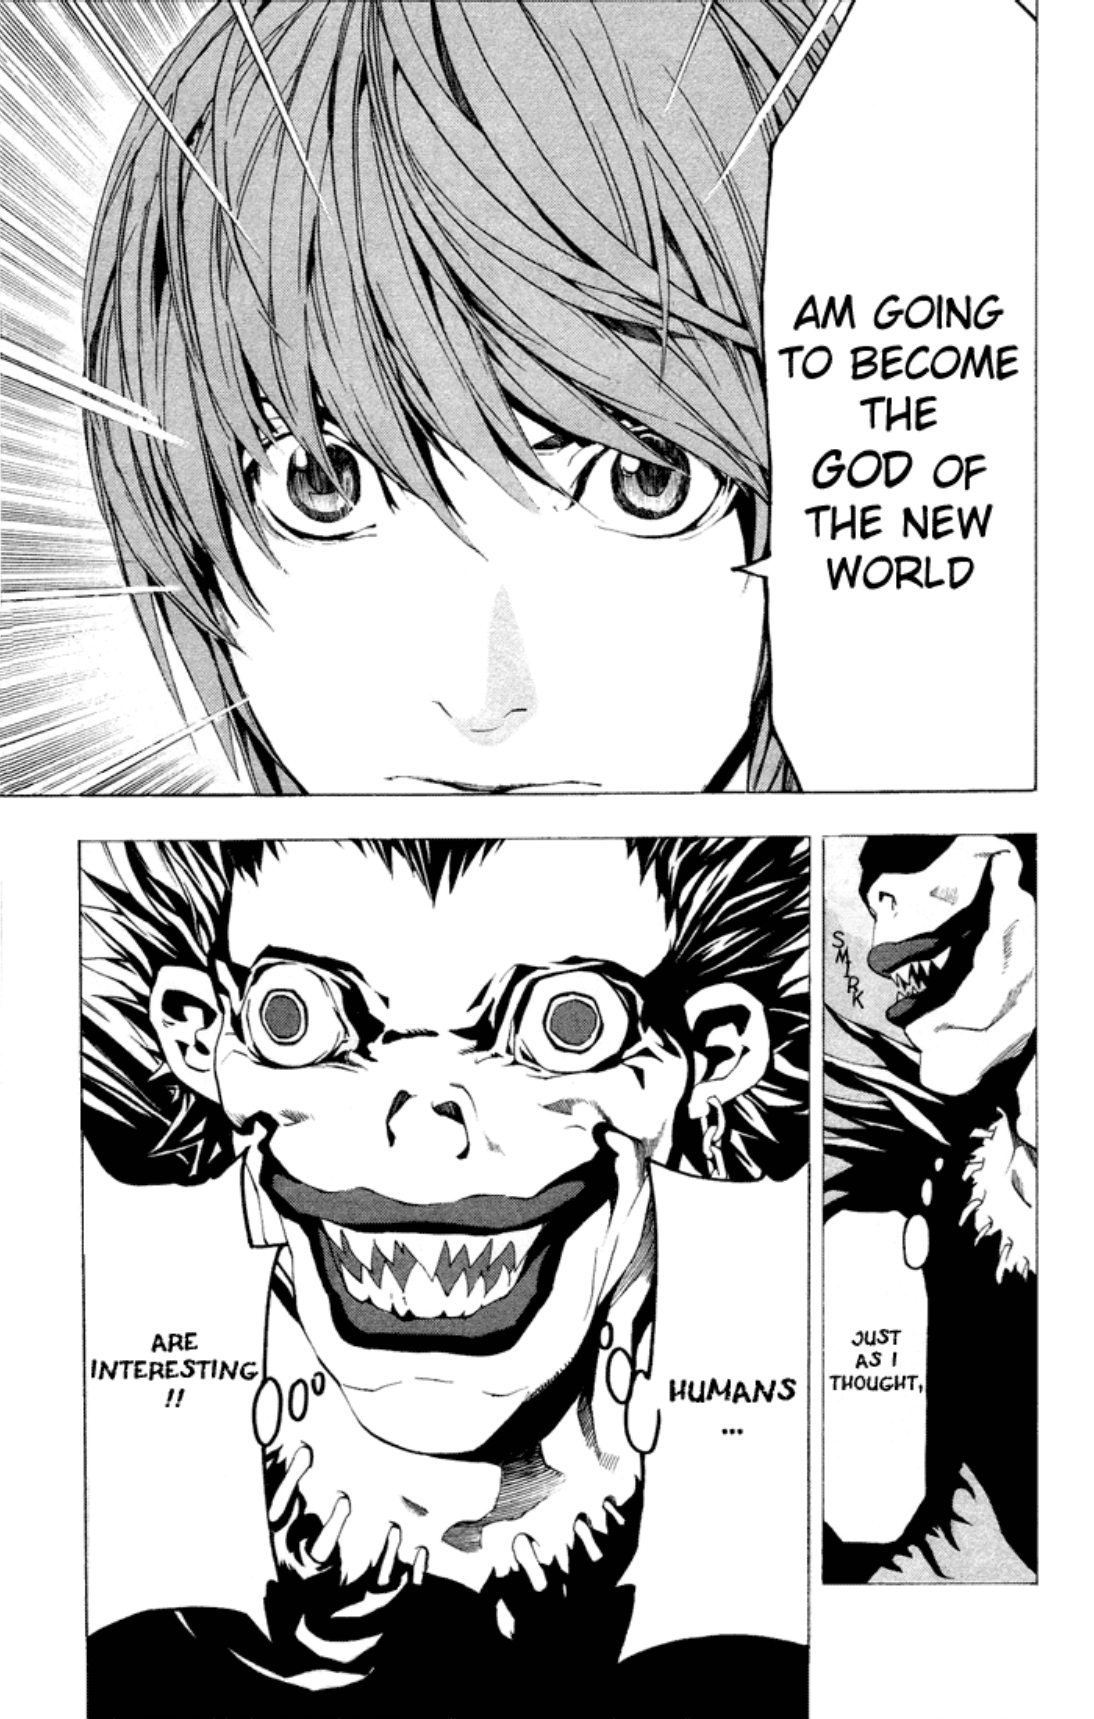 AM GOING
TO BECOME
THE
GOD OF
THE NEW
WORLD
SMIRK
JUST
AS I
THOUGHT,
HUMANS
...
ARE
INTERESTING
!!